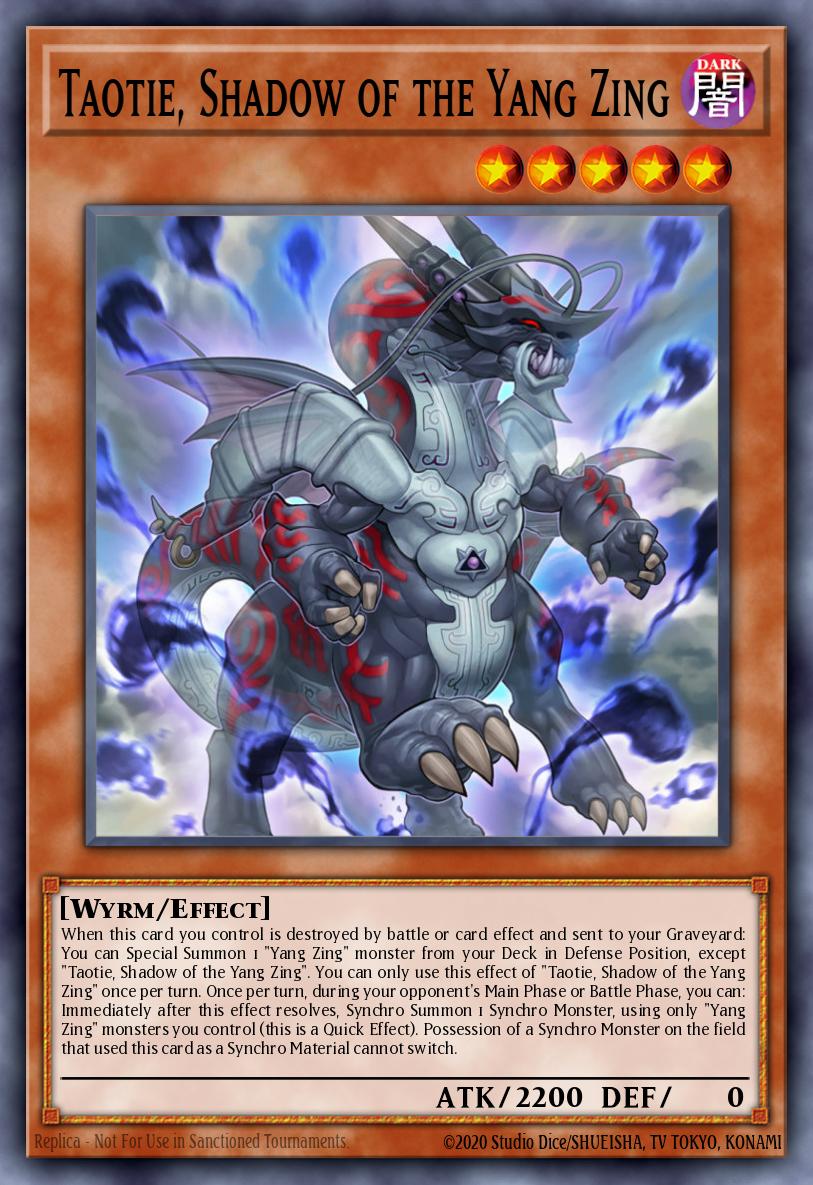 Taotie, Shadow of the Yang Zing
DARK
闇
[Wyrm/Effect]
When this card you control is destroyed by battle or card effect and sent to your Graveyard:
You can Special Summon 1 "Yang Zing" monster from your Deck in Defense Position, except
"Taotie, Shadow of the Yang Zing". You can only use this effect of "Taotie, Shadow of the Yang
Zing" once per turn. Once per turn, during your opponent's Main Phase or Battle Phase, you can:
Immediately after this effect resolves, Synchro Summon 1 Synchro Monster, using only "Yang
Zing" monsters you control (this is a Quick Effect). Possession of a Synchro Monster on the field
that used this card as a Synchro Material cannot switch.
ATK/2200 DEF/ 0
Replica - Not For Use in Sanctioned Tournaments.
©2020 Studio Dice/SHUEISHA, TV TOKYO, KONAMI